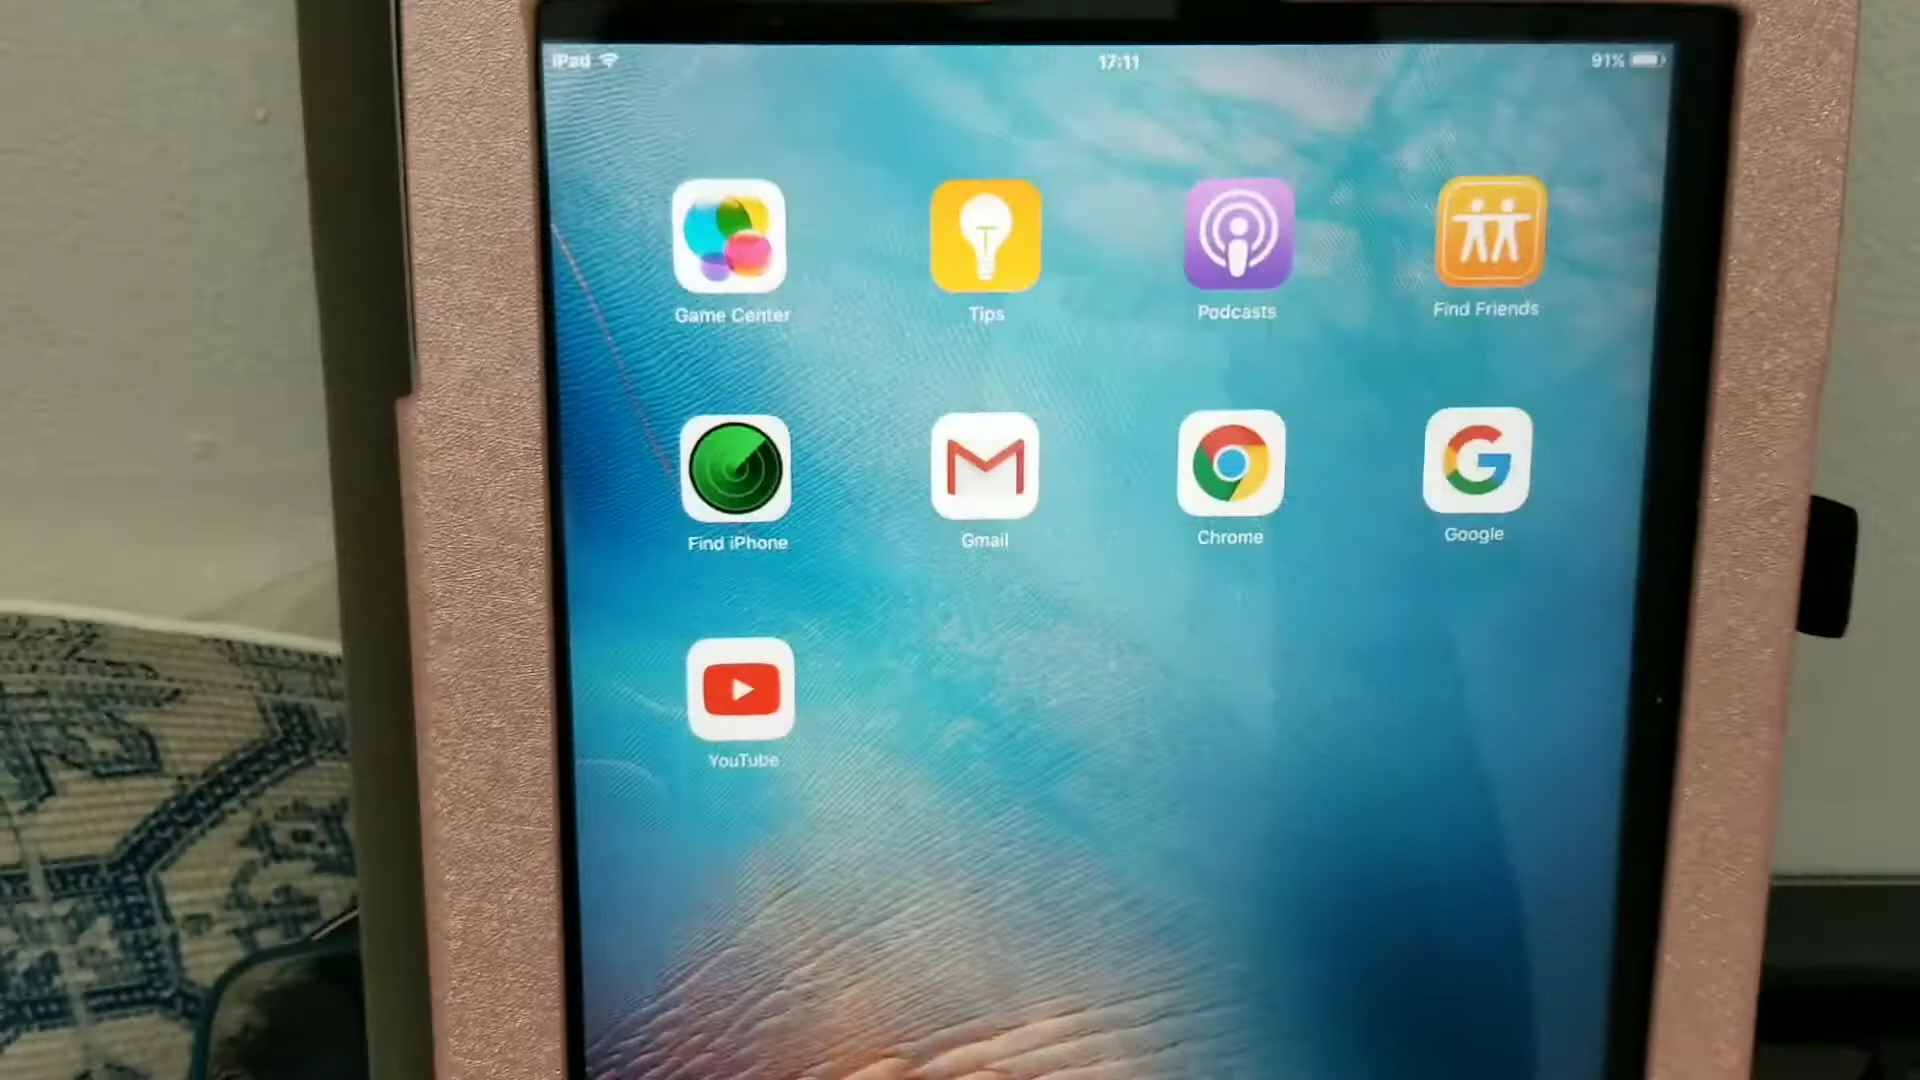 iPad 17:11 91%
Game Center Tips Podcasts Find Friends
Find iPhone Gmail Chrome Google
YouTube